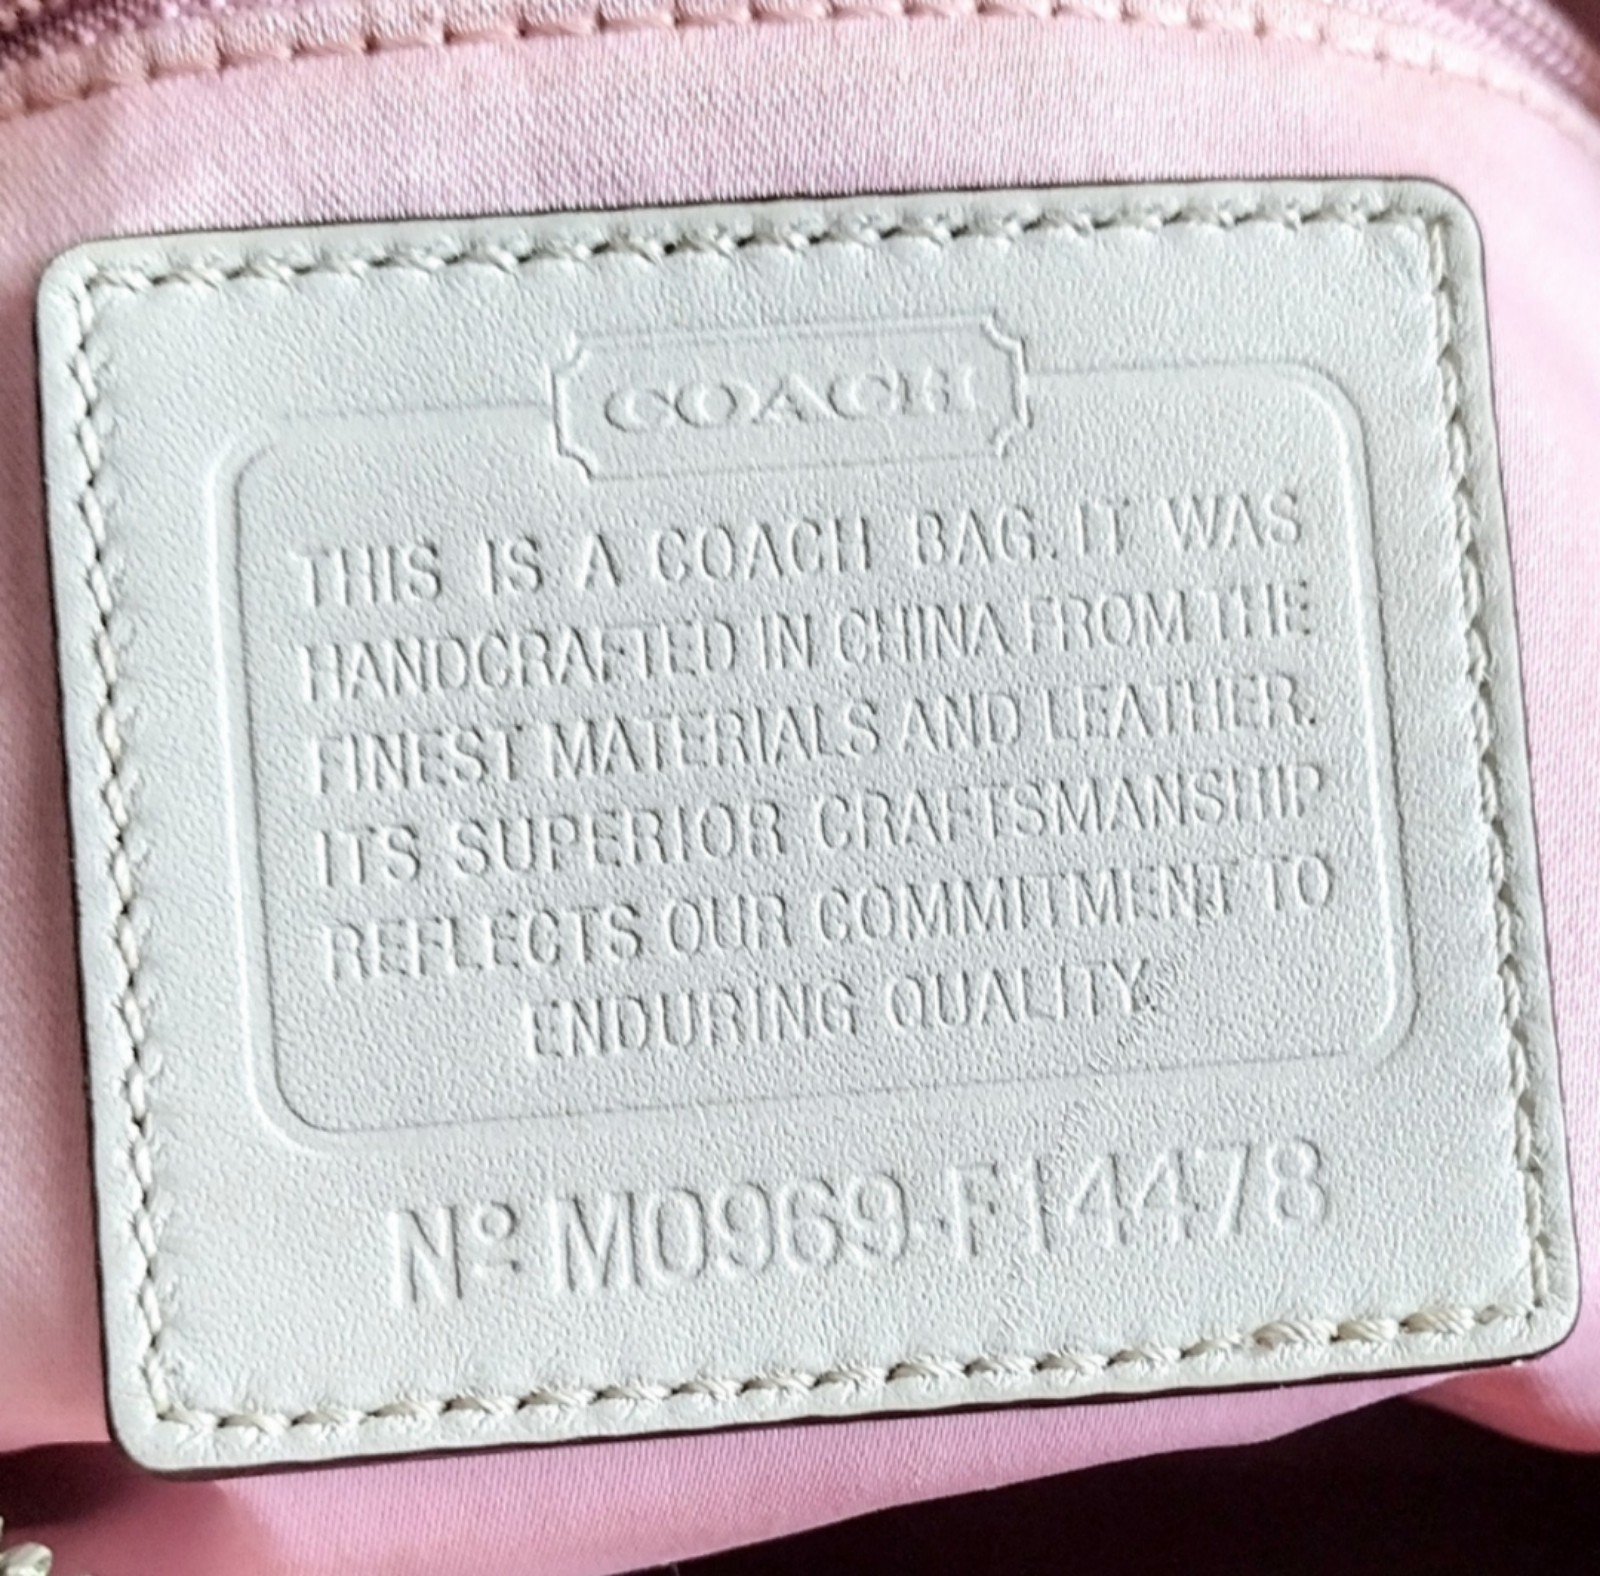 COACH
THIS IS A COACH BAG. IT WAS
HANDCRAFTED IN CHINA FROM THE
FINEST MATERIALS AND LEATHER.
ITS SUPERIOR CRAFTSMANSHIP
REFLECTS OUR COMMITMENT TO
ENDURING QUALITY.
Nº M0969-F14478